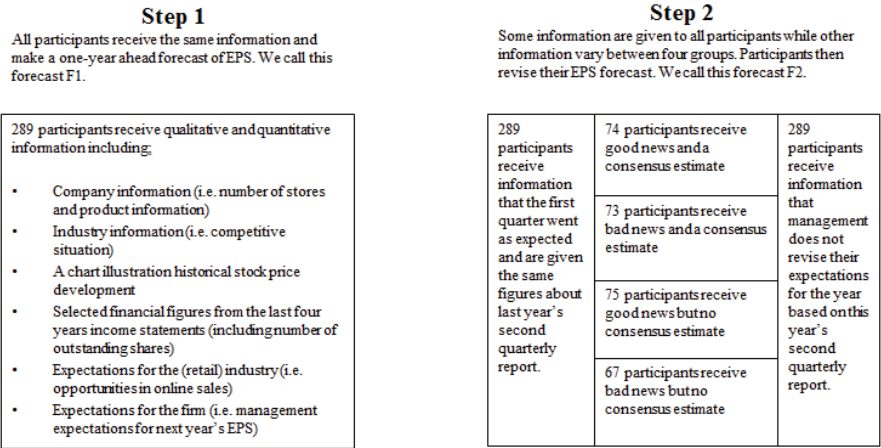 Step 1
All participants receive the same information and
make a one-year ahead forecast of EPS. We call this
forecast F1.
289 participants receive qualitative and quantitative
information including;
• Company information (i.e. number of stores
and product information)
• Industry information (i.e. competitive
situation)
• A chart illustration historical stock price
development
• Selected financial figures from the last four
years income statements (including number of
outstanding shares)
• Expectations for the (retail) industry (i.e.
opportunities in online sales)
• Expectations for the firm (i.e. management
expectations for next year's EPS)
Step 2
Some information are given to all participants while other
information vary between four groups. Participants then
revise their EPS forecast. We call this forecast F2.
289
participants
receive
information
that the first
quarter went
as expected
and are given
the same
figures about
last year's
second
quarterly
report.
74 participants receive
good news and a
consensus estimate
73 participants receive
bad news and a consensus
estimate
75 participants receive
good news but no
consensus estimate
67 participants receive
bad news but no
consensus estimate
289
participants
receive
information
that
management
does not
revise their
expectations
for the year
based on this
year's
second
quarterly
report.